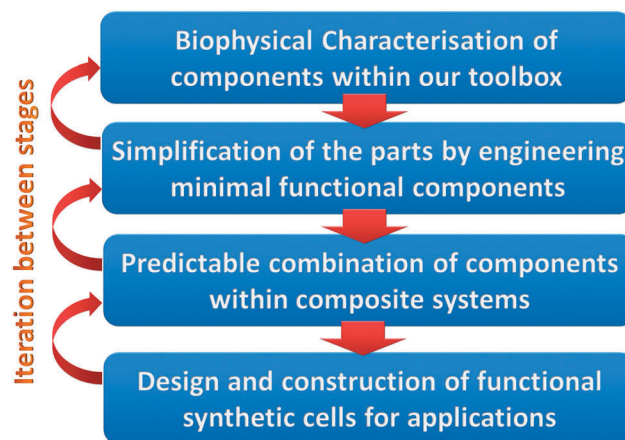 Biophysical Characterisation of
components within our toolbox
Simplification of the parts by engineering
minimal functional components
Predictable combination of components
within composite systems
Design and construction of functional
synthetic cells for applications
Iteration between stages